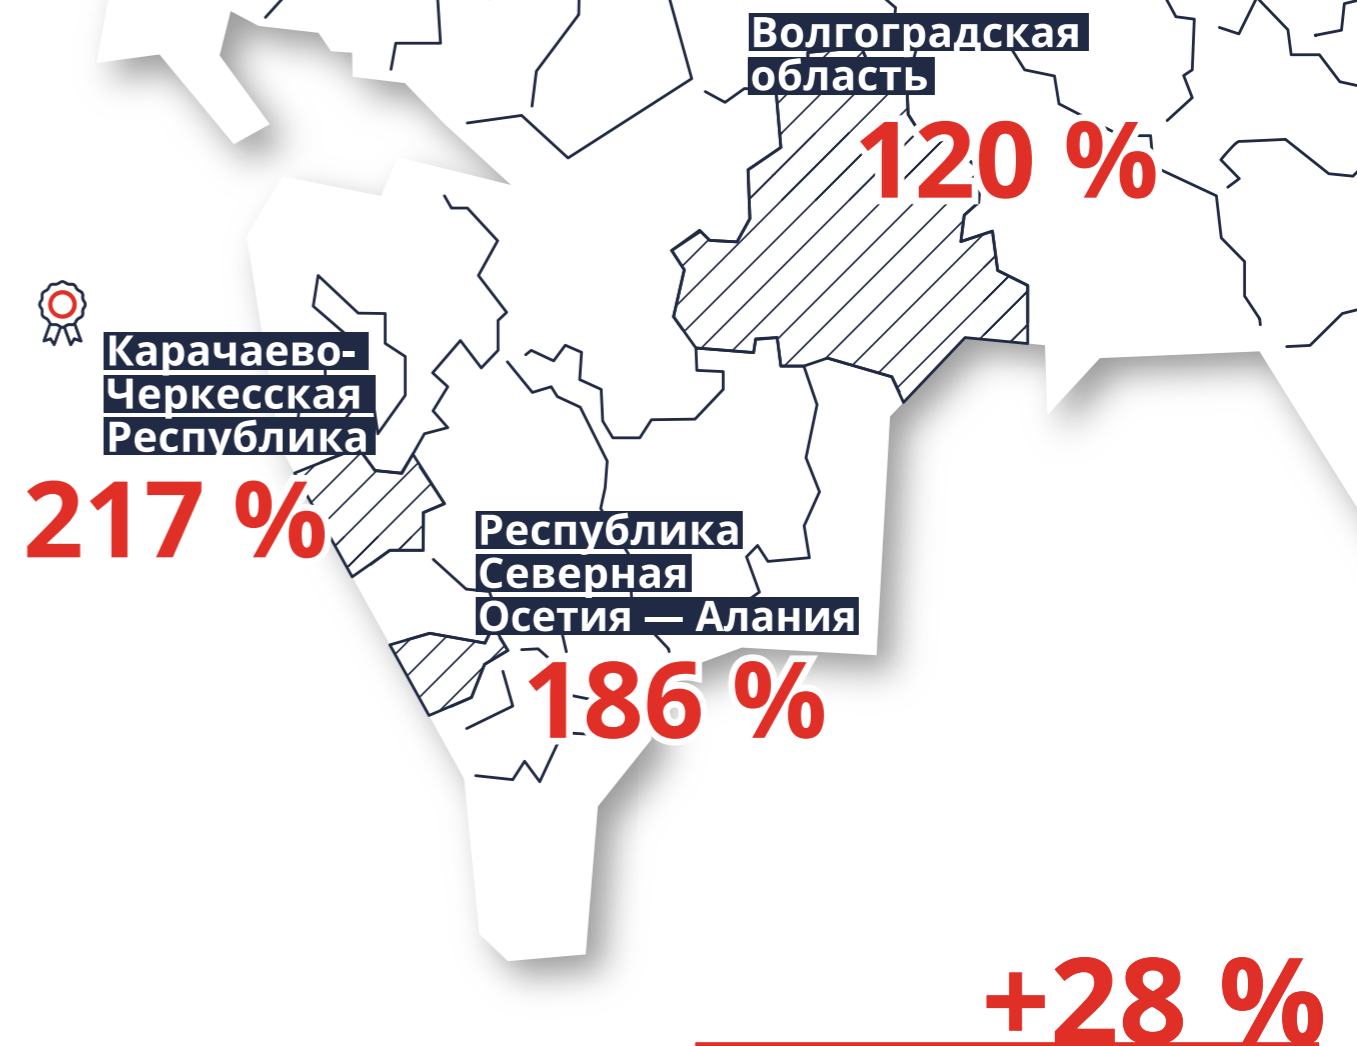 Волгоградская
область
120 %
Карачаево-
Черкесская
Республика
217 %
Республика
Северная
Осетия — Алания
186 %
+28 %